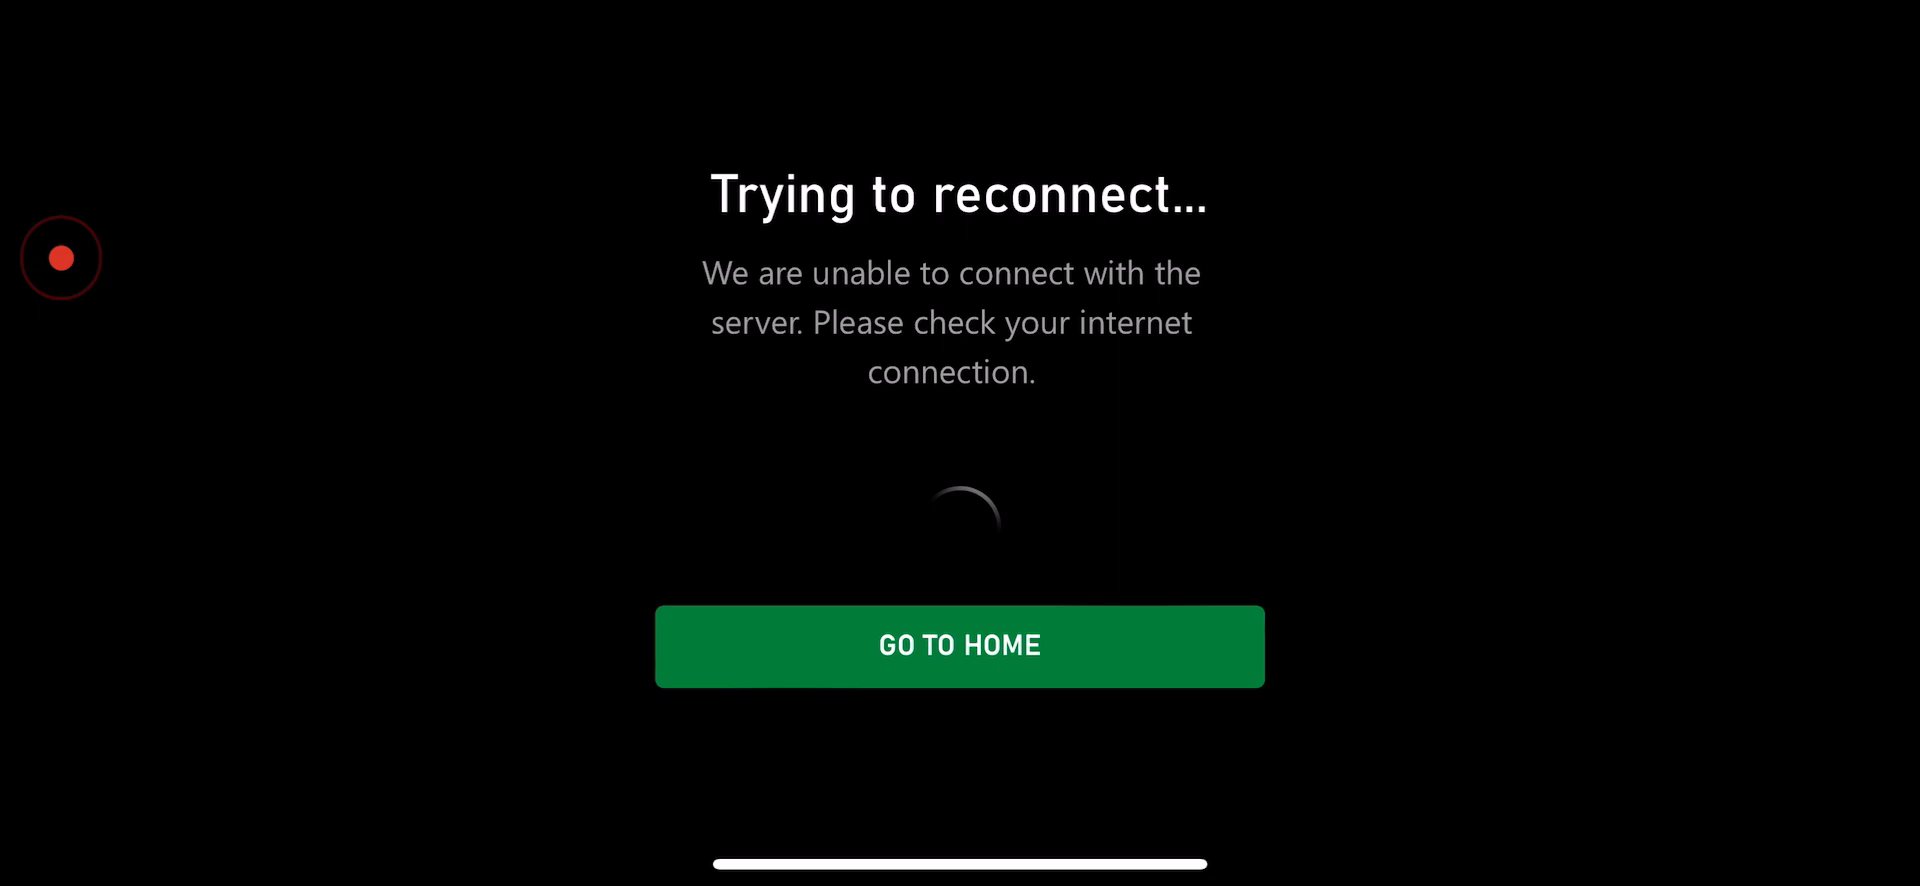 Trying to reconnect...
We are unable to connect with the
server. Please check your internet
connection.
GO TO HOME